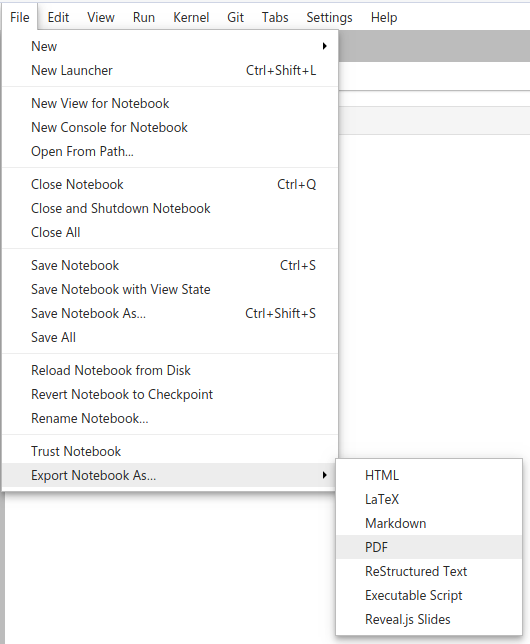 File Edit View Run Kernel Git Tabs Settings Help
New
New Launcher Ctrl+Shift+L
New View for Notebook
New Console for Notebook
Open From Path...
Close Notebook Ctrl+Q
Close and Shutdown Notebook
Close All
Save Notebook Ctrl+S
Save Notebook with View State
Save Notebook As... Ctrl+Shift+S
Save All
Reload Notebook from Disk
Revert Notebook to Checkpoint
Rename Notebook...
Trust Notebook
Export Notebook As...
HTML
LaTeX
Markdown
PDF
ReStructured Text
Executable Script
Reveal.js Slides